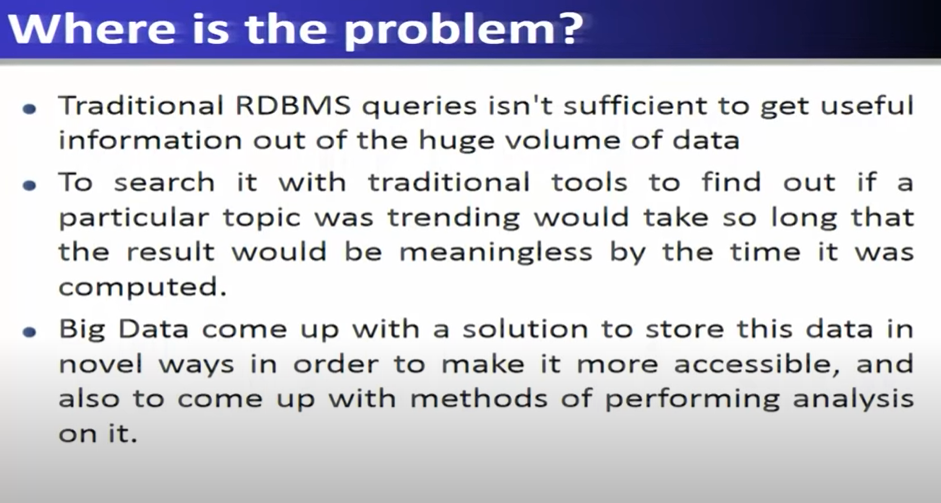 Where is the problem?
• Traditional RDBMS queries isn't sufficient to get useful
information out of the huge volume of data
• To search it with traditional tools to find out if a
particular topic was trending would take so long that
the result would be meaningless by the time it was
computed.
• Big Data come up with a solution to store this data in
novel ways in order to make it more accessible, and
also to come up with methods of performing analysis
on it.